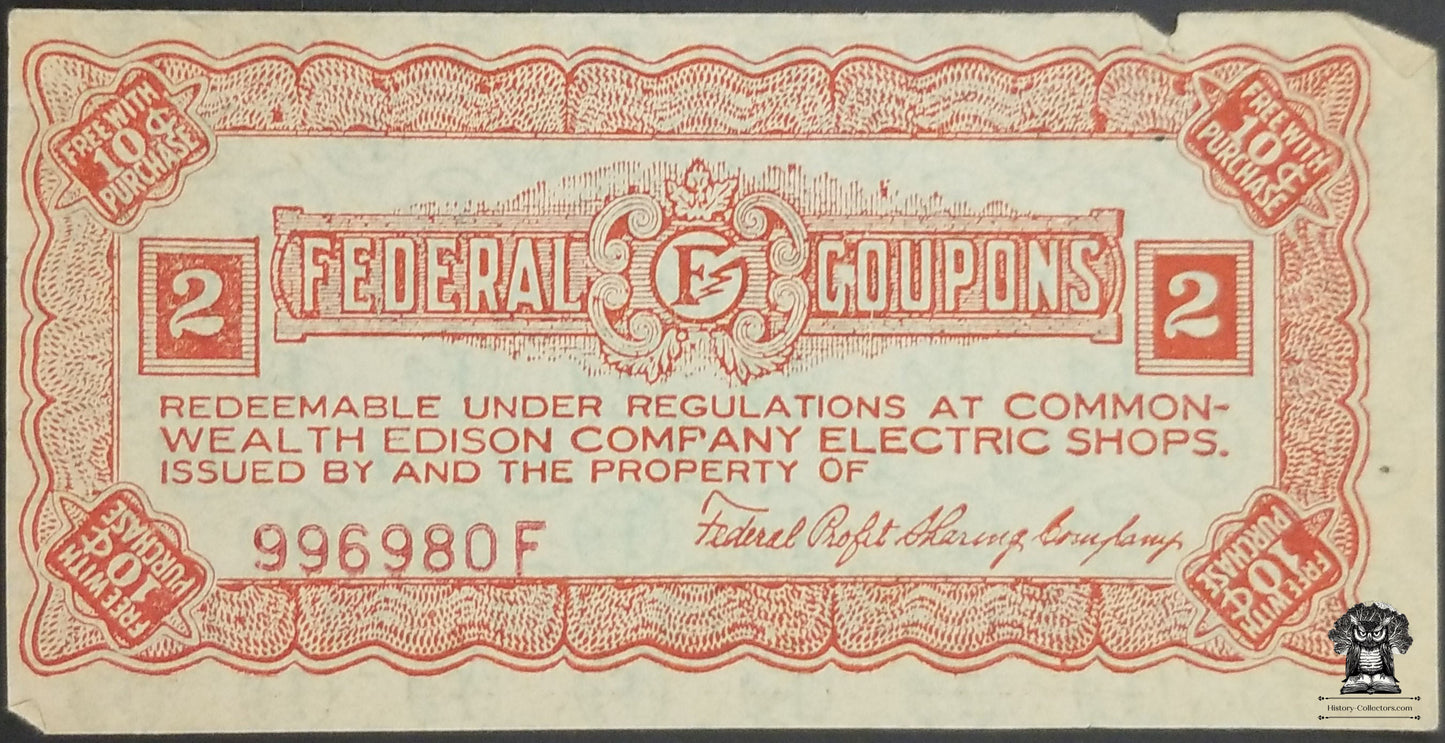 FREE WITH
10¢
PURCHASE
FREE WITH
10¢
PURCHASE
2
FEDERAL
F
COUPONS
2
REDEEMABLE UNDER REGULATIONS AT COMMON-
WEALTH EDISON COMPANY ELECTRIC SHOPS.
ISSUED BY AND THE PROPERTY OF
996980F
Federal Profit Sharing Company
FREE WITH
10¢
PURCHASE
FREE WITH
10¢
PURCHASE
History-Collectors.com